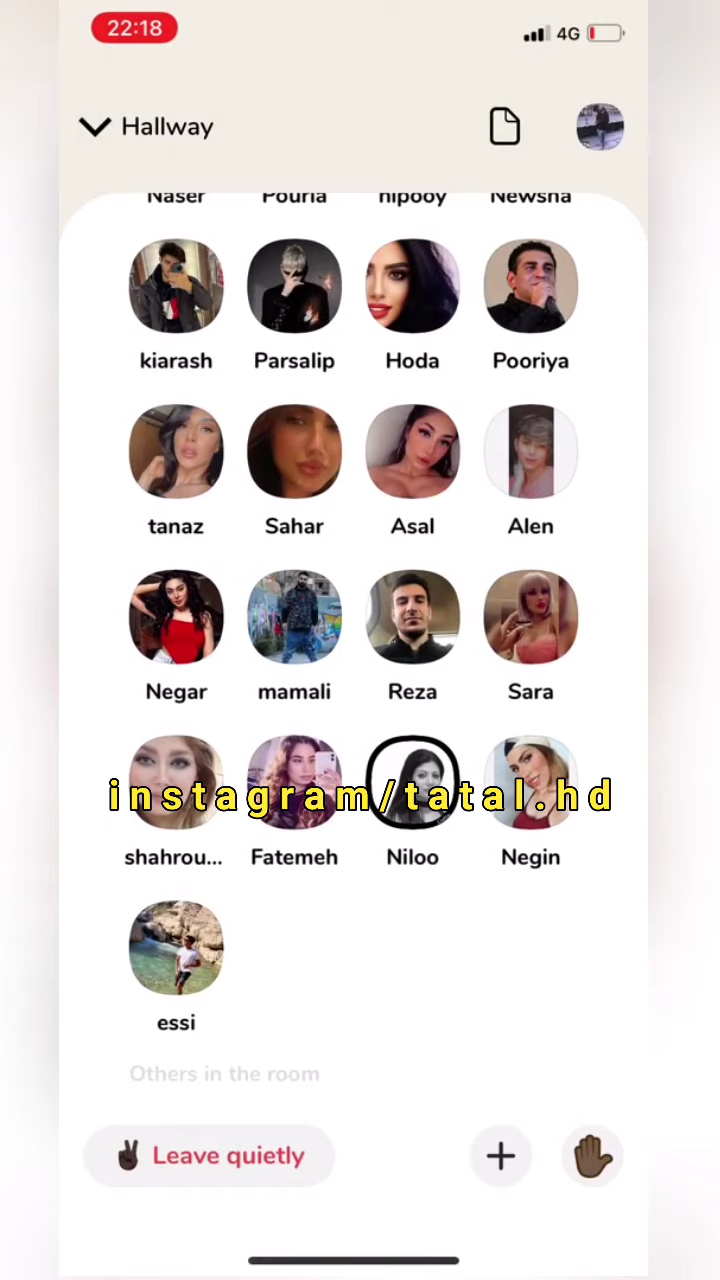 22:18 4G
Hallway
Naser Pouria nipooy Newsha
kiarash Parsalip Hoda Pooriya
tanaz Sahar Asal Alen
Negar mamali Reza Sara
instagram/tatal.hd
shahrou... Fatemeh Niloo Negin
essi
Others in the room
Leave quietly